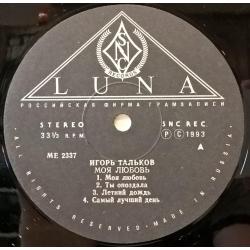 SNC
RECORDS
LUNA
РОССИЙСКАЯ ФИРМА ГРАМЗАПИСИ
STEREO
33⅓ R.P.M.
SNC REC.
Ⓟ Ⓒ 1993
ME 2337
A
ИГОРЬ ТАЛЬКОВ
МОЯ ЛЮБОВЬ
1. Моя любовь
2. Ты опоздала
3. Летний дождь
4. Самый лучший день
ALL RIGHTS RESERVED-MADE IN RUSSIA